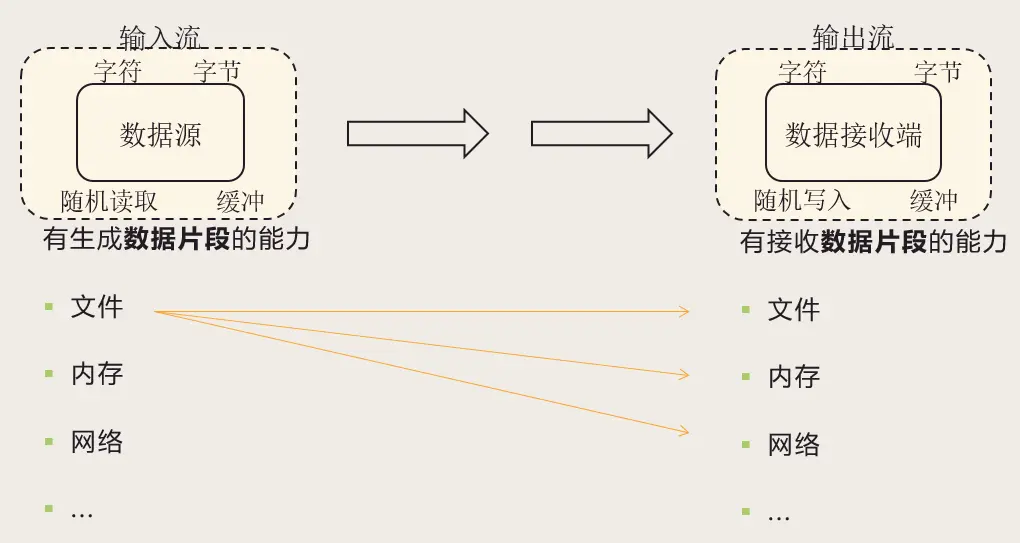 输入流
字符 字节
数据源
随机读取 缓冲
有生成数据片段的能力
文件
内存
网络
...
输出流
字符 字节
数据接收端
随机写入 缓冲
有接收数据片段的能力
文件
内存
网络
...